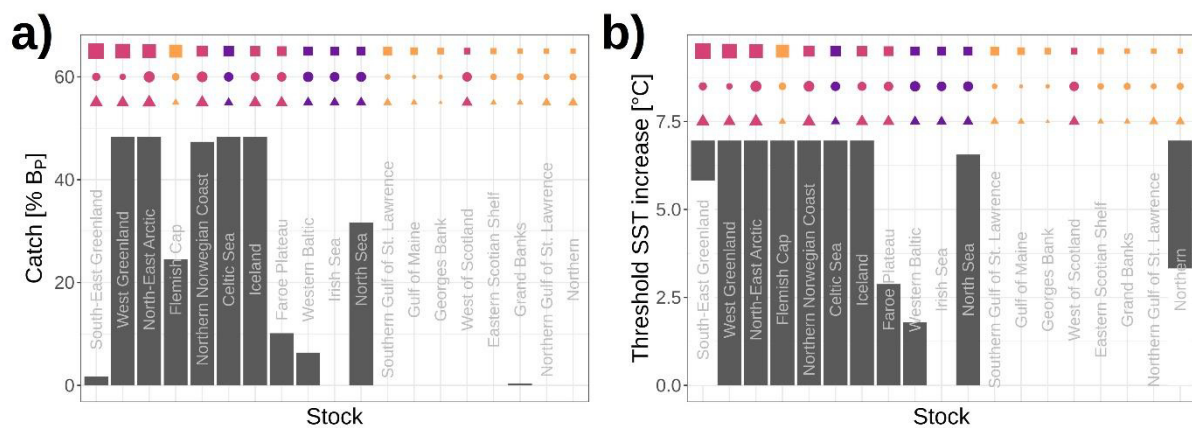 a)
Catch [% BP]
60
40
20
0
South-East Greenland
West Greenland
North-East Arctic
Flemish Cap
Northern Norwegian Coast
Celtic Sea
Iceland
Faroe Plateau
Western Baltic
Irish Sea
North Sea
Southern Gulf of St. Lawrence
Gulf of Maine
Georges Bank
West of Scotland
Eastern Scotian Shelf
Grand Banks
Northern Gulf of St. Lawrence
Northern
Stock
b)
Threshold SST increase [°C]
7.5
5.0
2.5
0.0
South-East Greenland
West Greenland
North-East Arctic
Flemish Cap
Northern Norwegian Coast
Celtic Sea
Iceland
Faroe Plateau
Western Baltic
Irish Sea
North Sea
Southern Gulf of St. Lawrence
Gulf of Maine
Georges Bank
West of Scotland
Eastern Scotian Shelf
Grand Banks
Northern Gulf of St. Lawrence
Northern
Stock